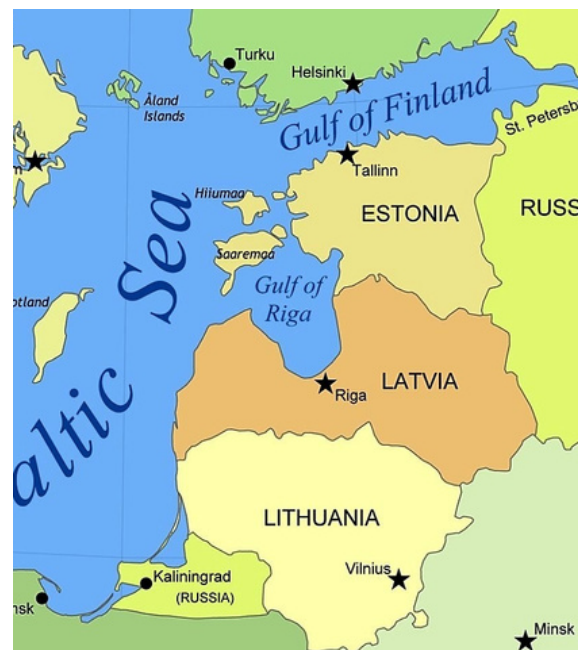 Turku
Helsinki
Åland
Islands
Gulf of Finland
St. Petersb
Tallinn
Hiiumaa
ESTONIA
RUSS
Sea
Saaremaa
Gulf of
Riga
otland
LATVIA
Riga
altic
LITHUANIA
Vilnius
Kaliningrad
(RUSSIA)
nsk
Minsk